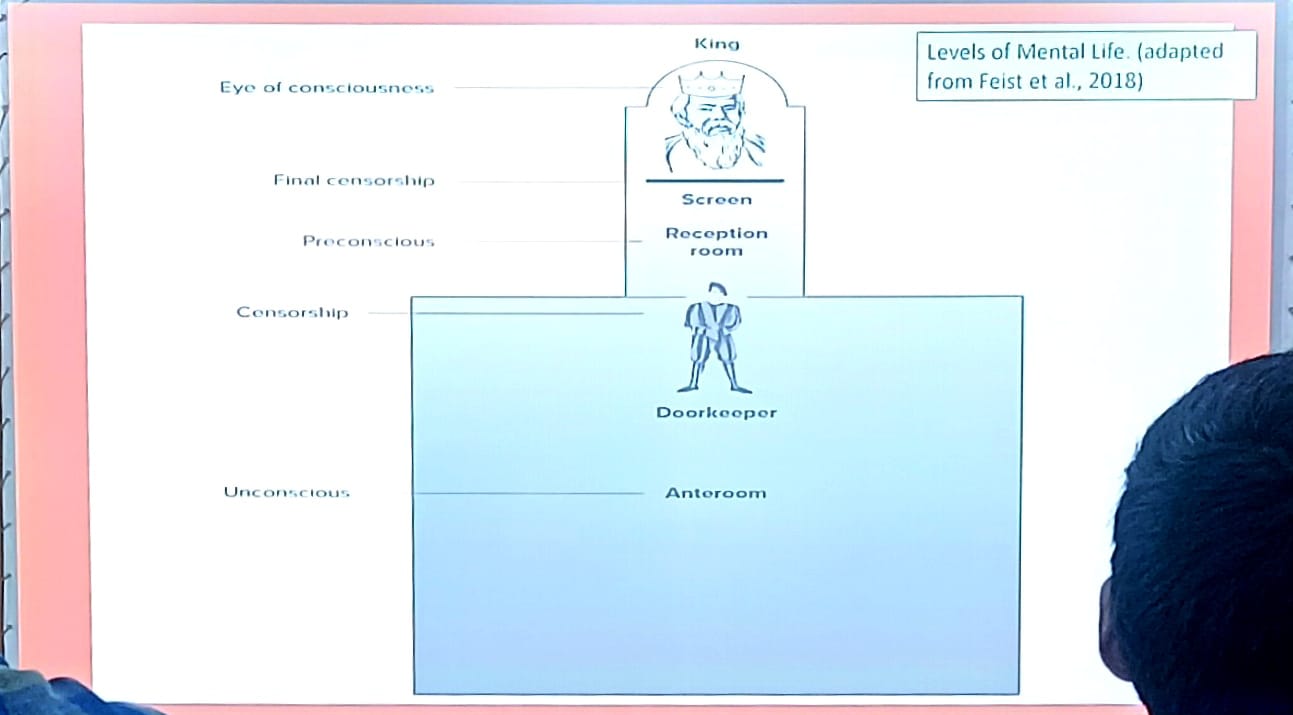 King
Levels of Mental Life. (adapted
from Feist et al., 2018)
Eye of consciousness
Final censorship
Screen
Preconscious
Reception
room
Censorship
Doorkeeper
Unconscious
Anteroom